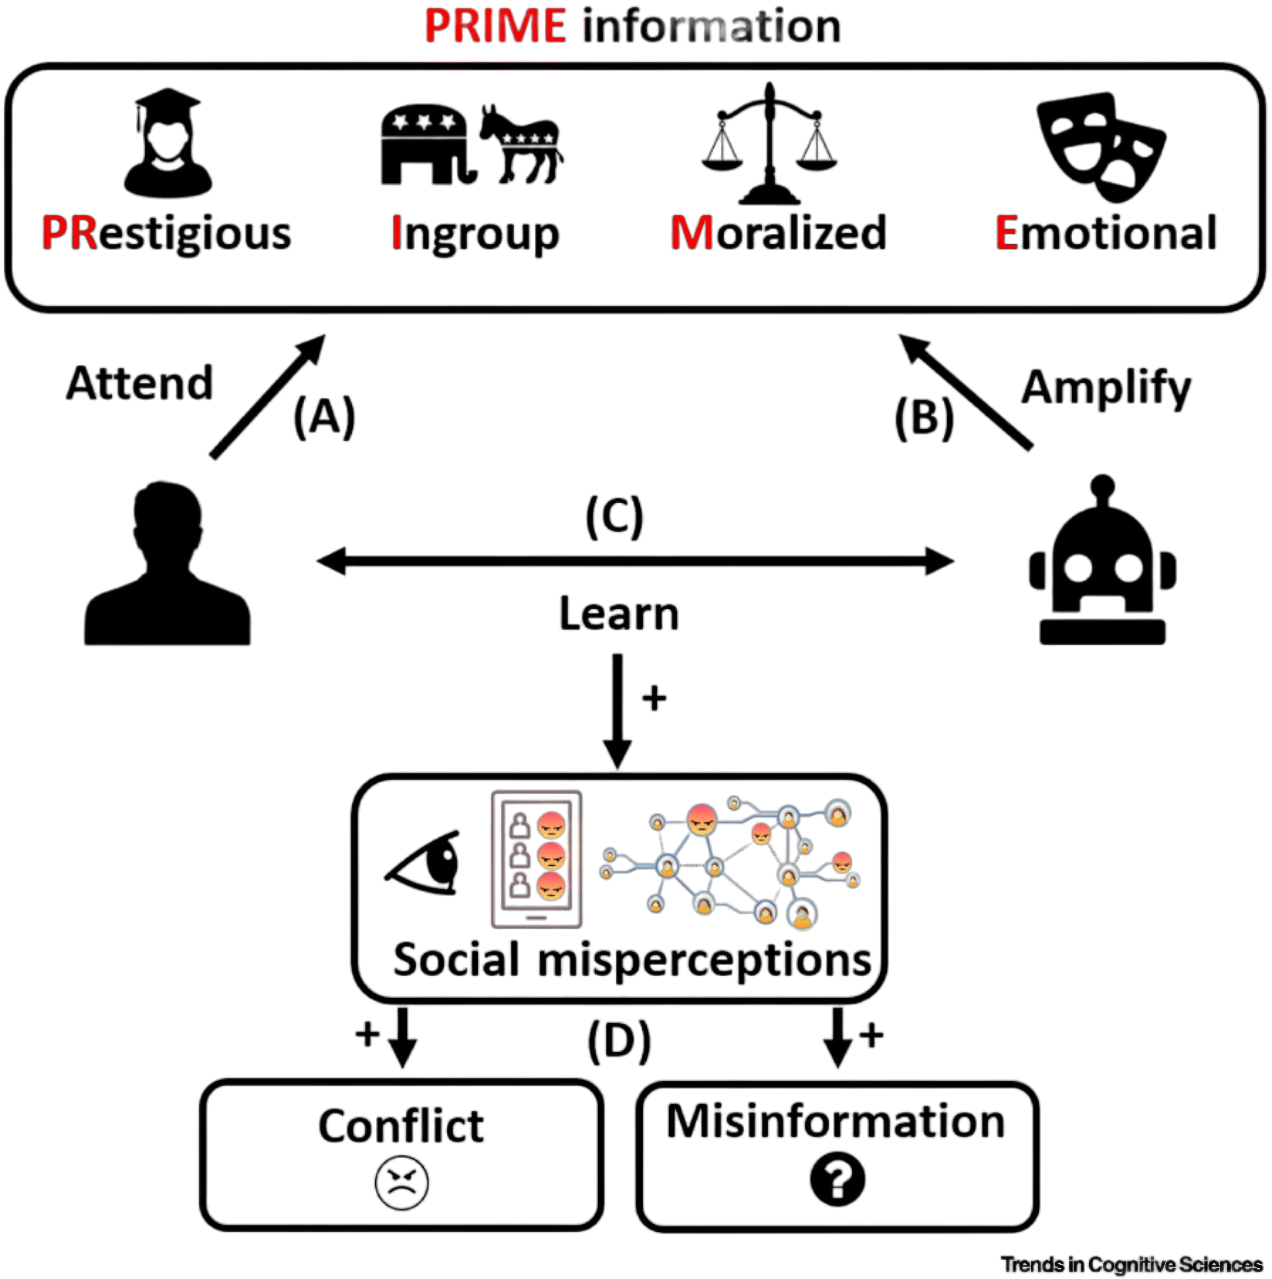 PRIME information
PRestigious Ingroup Moralized Emotional
Attend
(A)
(B)
Amplify
(C)
Learn
+
Social misperceptions
+ (D) +
Conflict
Misinformation
?
Trends in Cognitive Sciences